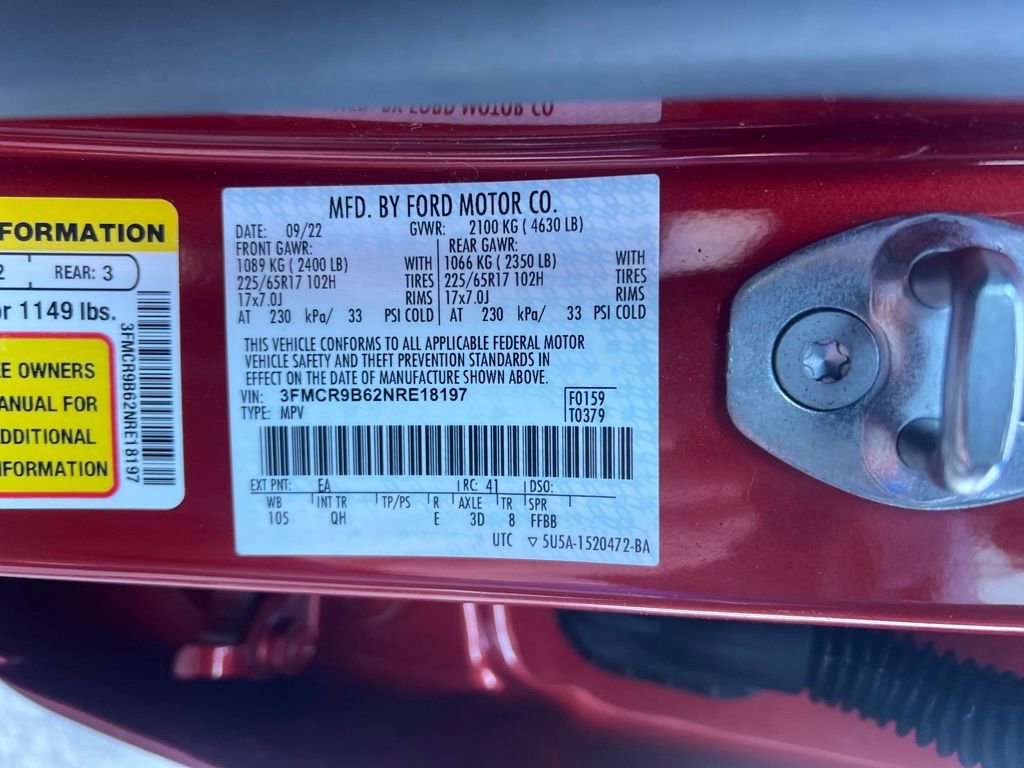 FORMATION
2 REAR: 3
or 1149 lbs.
E OWNERS
ANUAL FOR
DDITIONAL
NFORMATION
3FMCR9B62NRE18197
MFD. BY FORD MOTOR CO.
DATE: 09/22 GVWR: 2100 KG ( 4630 LB)
FRONT GAWR: REAR GAWR:
1089 KG ( 2400 LB) WITH 1066 KG ( 2350 LB) WITH
225/65R17 102H TIRES 225/65R17 102H TIRES
17x7.0J RIMS 17x7.0J RIMS
AT 230 kPa/ 33 PSI COLD AT 230 kPa/ 33 PSI COLD
THIS VEHICLE CONFORMS TO ALL APPLICABLE FEDERAL MOTOR
VEHICLE SAFETY AND THEFT PREVENTION STANDARDS IN
EFFECT ON THE DATE OF MANUFACTURE SHOWN ABOVE.
VIN: 3FMCR9B62NRE18197 F0159
TYPE: MPV T0379
EXT PNT: EA RC: 41 DSO:
WB INT TR TP/PS R AXLE TR SPR
105 QH E 3D 8 FFBB
UTC ▽5U5A-1520472-BA